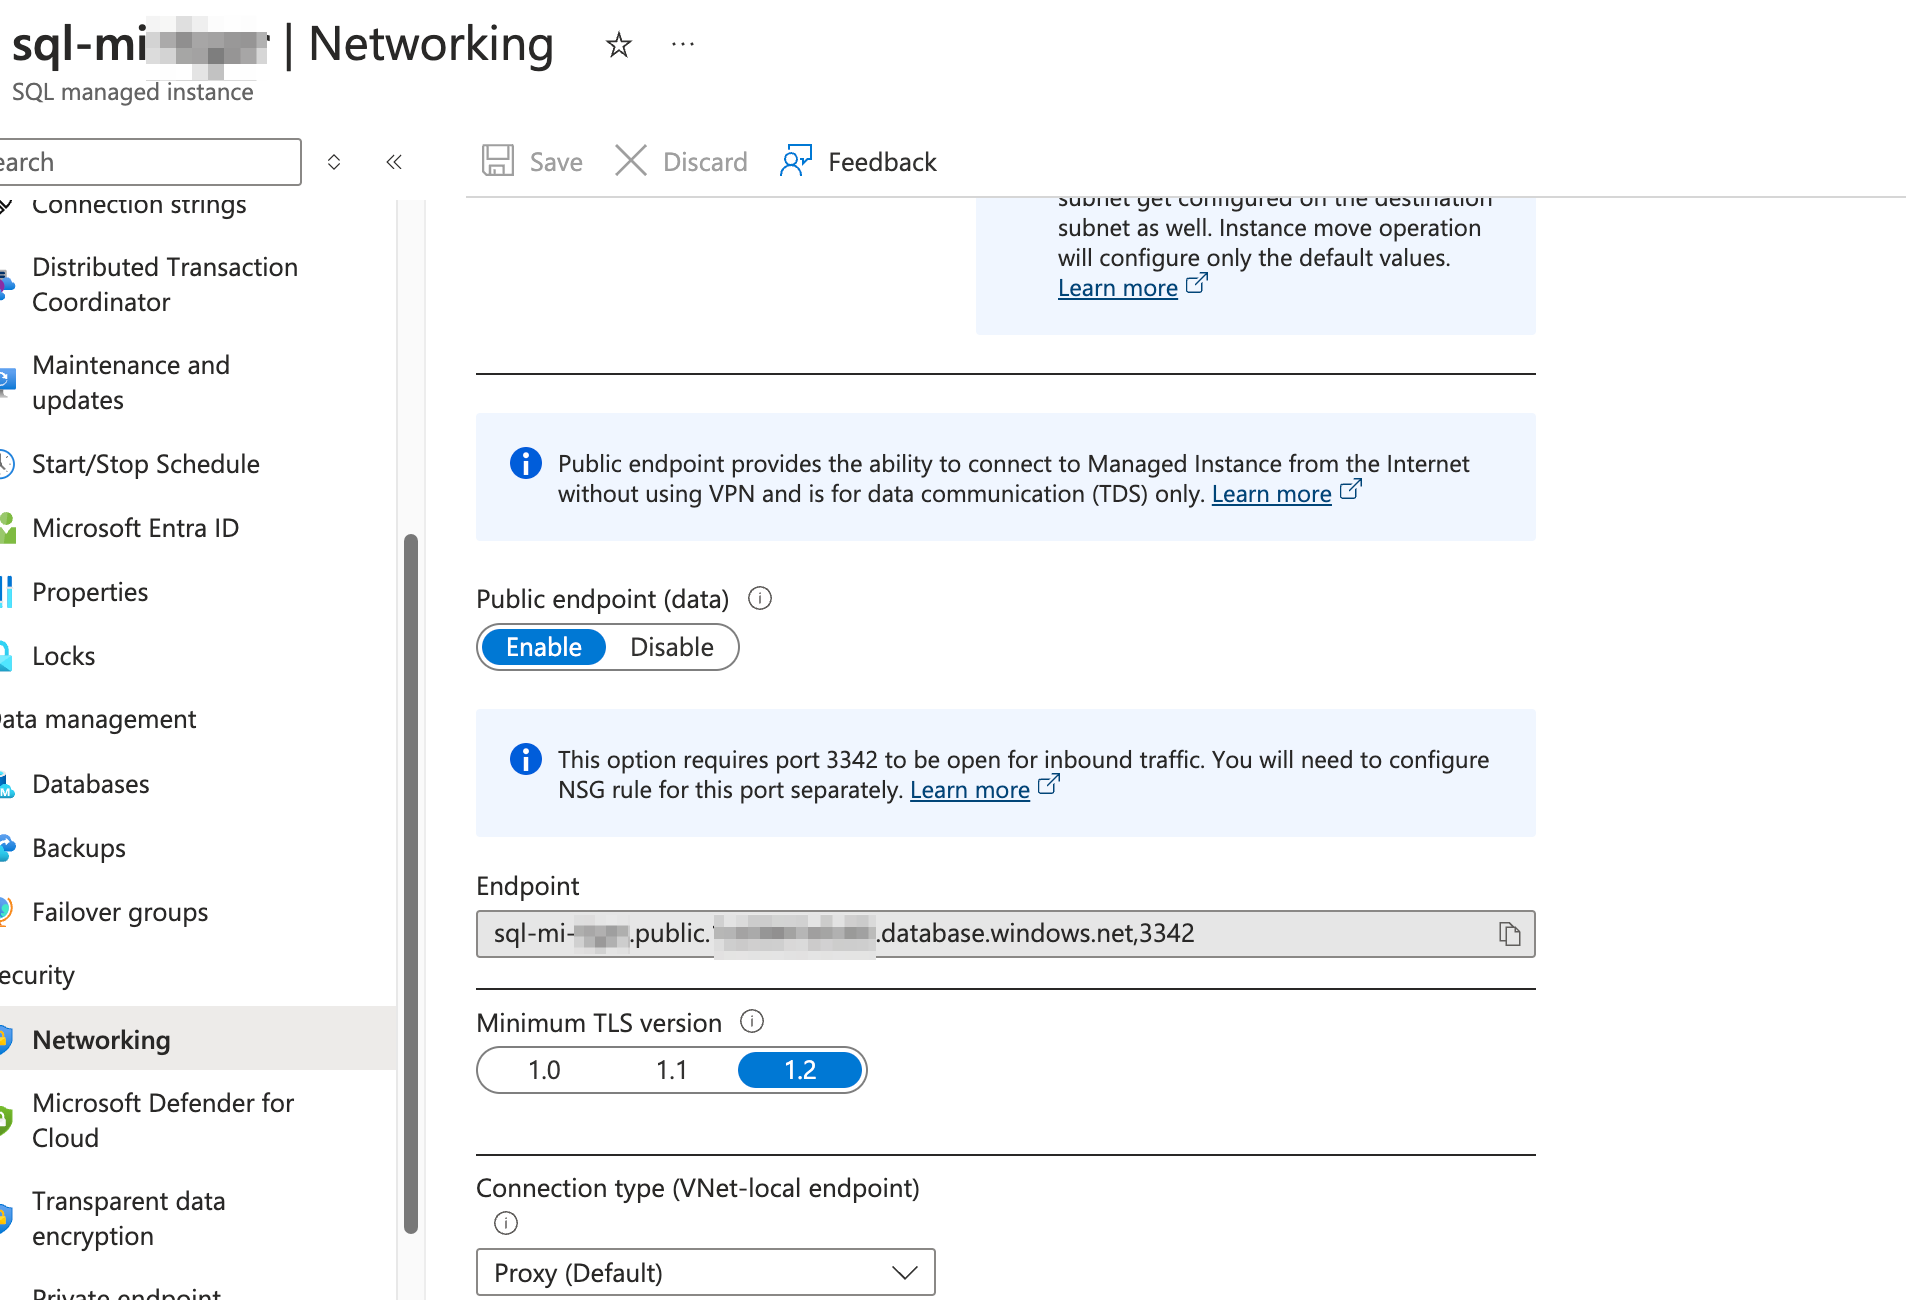 sql-mi | Networking
SQL managed instance
earch
Save
Discard
Feedback
Connection strings
Distributed Transaction
Coordinator
Maintenance and
updates
Start/Stop Schedule
Microsoft Entra ID
Properties
Locks
ata management
Databases
Backups
Failover groups
ecurity
Networking
Microsoft Defender for
Cloud
Transparent data
encryption
Private endpoint
subnet get configured on the destination
subnet as well. Instance move operation
will configure only the default values.
Learn more
Public endpoint provides the ability to connect to Managed Instance from the Internet
without using VPN and is for data communication (TDS) only. Learn more
Public endpoint (data)
Enable Disable
This option requires port 3342 to be open for inbound traffic. You will need to configure
NSG rule for this port separately. Learn more
Endpoint
sql-mi- .public. .database.windows.net,3342
Minimum TLS version
1.0 1.1 1.2
Connection type (VNet-local endpoint)
Proxy (Default)